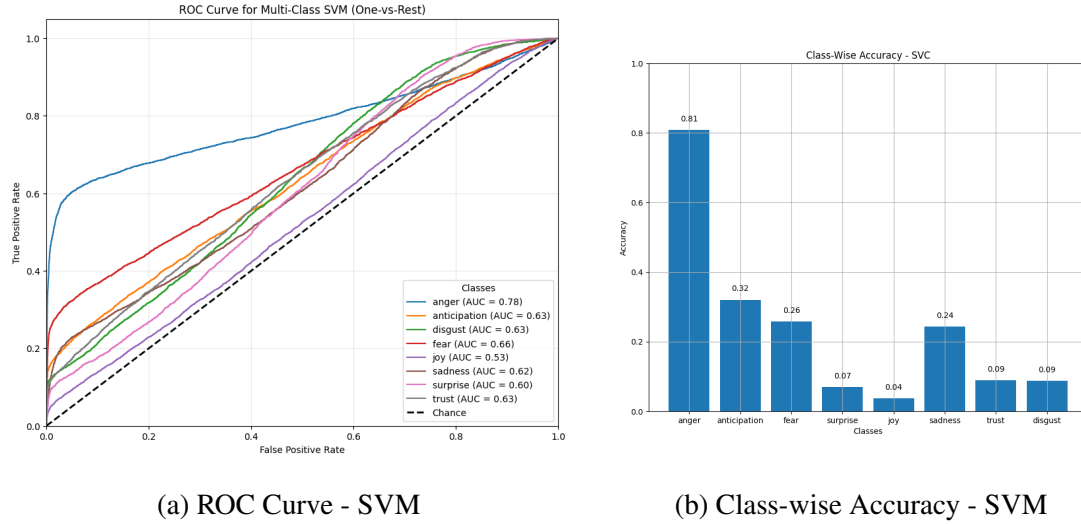 ROC Curve for Multi-Class SVM (One-vs-Rest)
True Positive Rate
1.0
0.8
0.6
0.4
0.2
0.0
0.0 0.2 0.4 0.6 0.8 1.0
False Positive Rate
Classes
anger (AUC = 0.78)
anticipation (AUC = 0.63)
disgust (AUC = 0.63)
fear (AUC = 0.66)
joy (AUC = 0.53)
sadness (AUC = 0.62)
surprise (AUC = 0.60)
trust (AUC = 0.63)
Chance
(a) ROC Curve - SVM
Class-Wise Accuracy - SVC
Accuracy
1.0
0.8
0.6
0.4
0.2
0.0
0.81
0.32
0.26
0.07
0.04
0.24
0.09
0.09
anger anticipation fear surprise joy sadness trust disgust
Classes
(b) Class-wise Accuracy - SVM